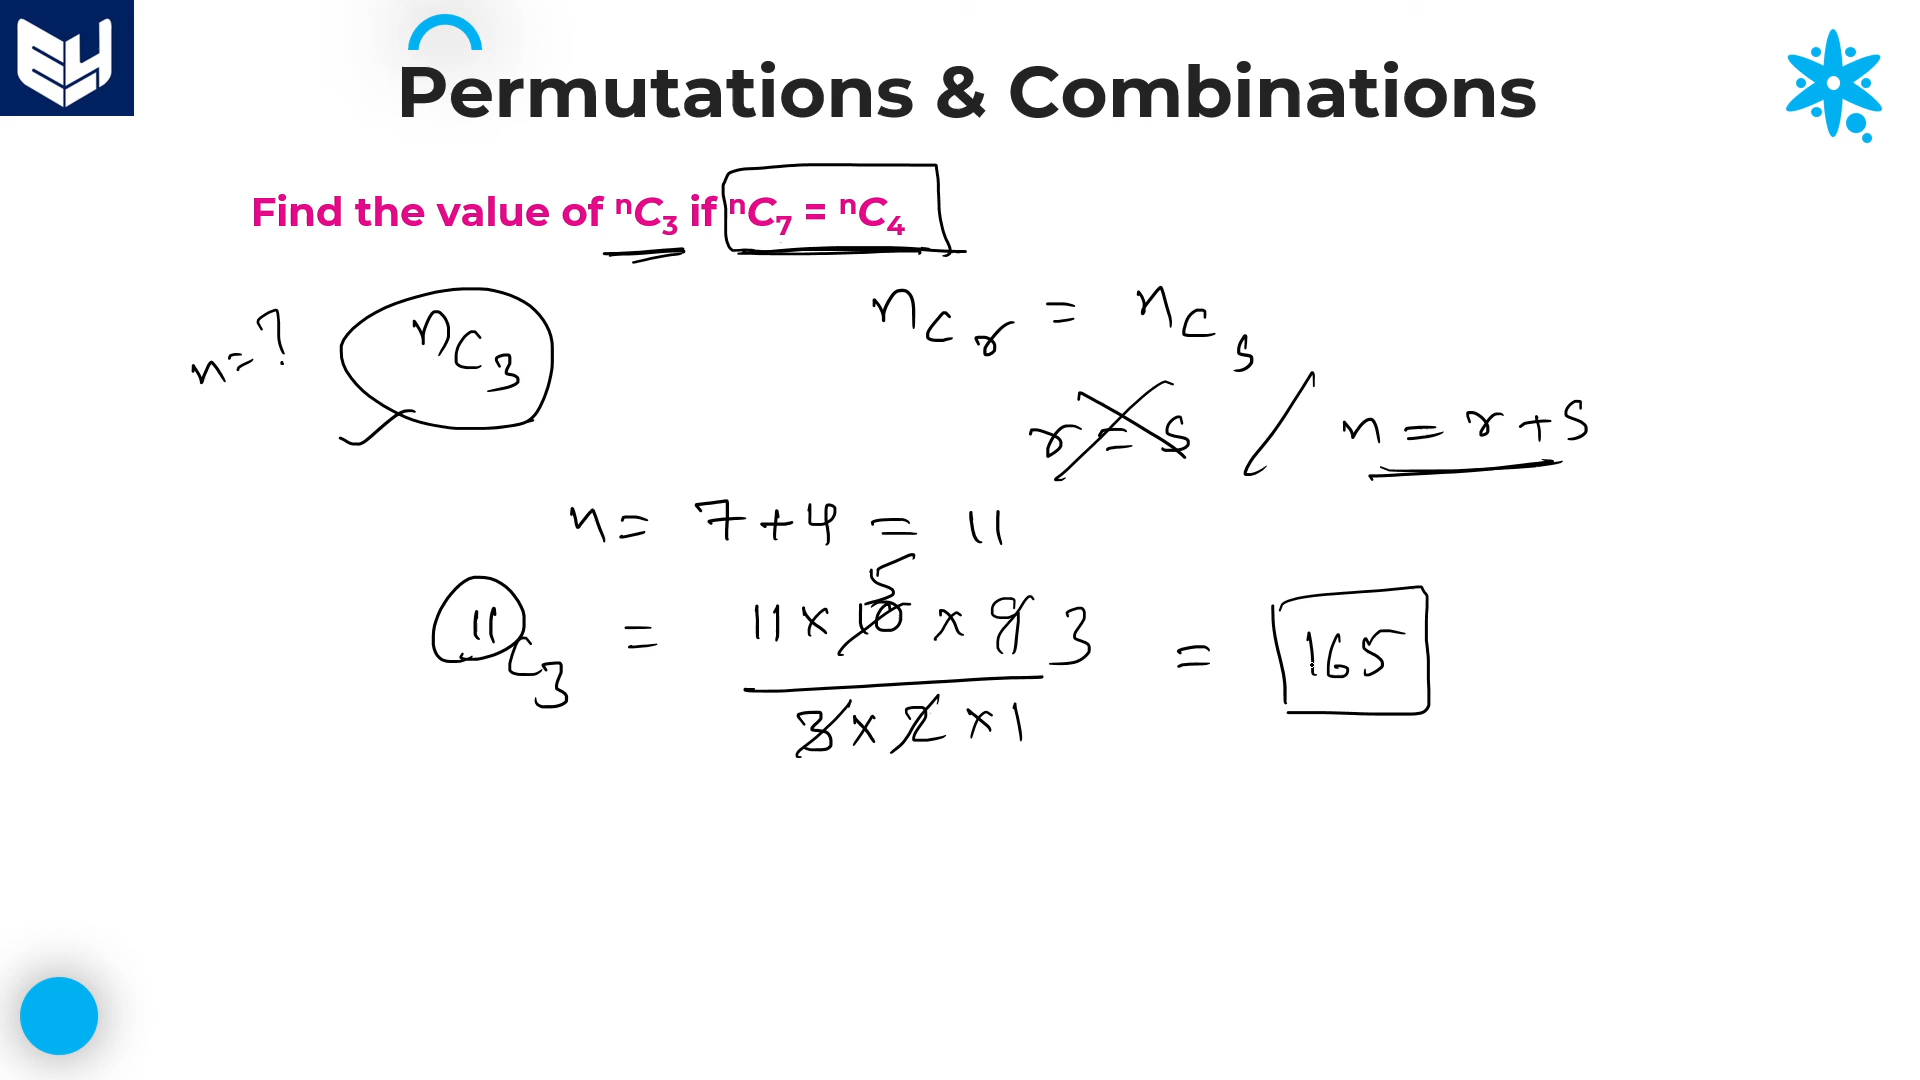 Permutations & Combinations
Find the value of ⁿC₃ if ⁿC₇ = ⁿC₄
n=? nC₃
nCr = nCs
r = s / n = r + s
n = 7 + 4 = 11
11C₃ = 11 × 10 5 × 9 3 = 165
3 × 2 × 1